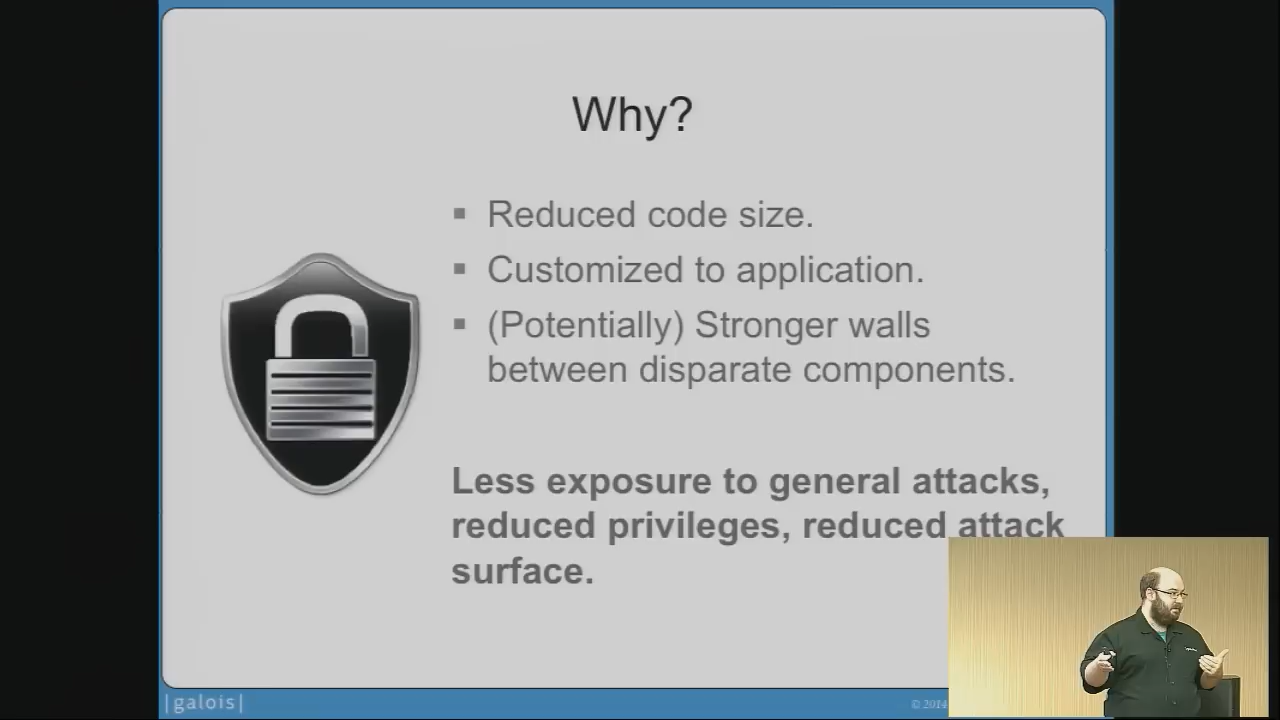 Why?
▪ Reduced code size.
▪ Customized to application.
▪ (Potentially) Stronger walls
between disparate components.
Less exposure to general attacks,
reduced privileges, reduced attack
surface.
|galois|
© 2014